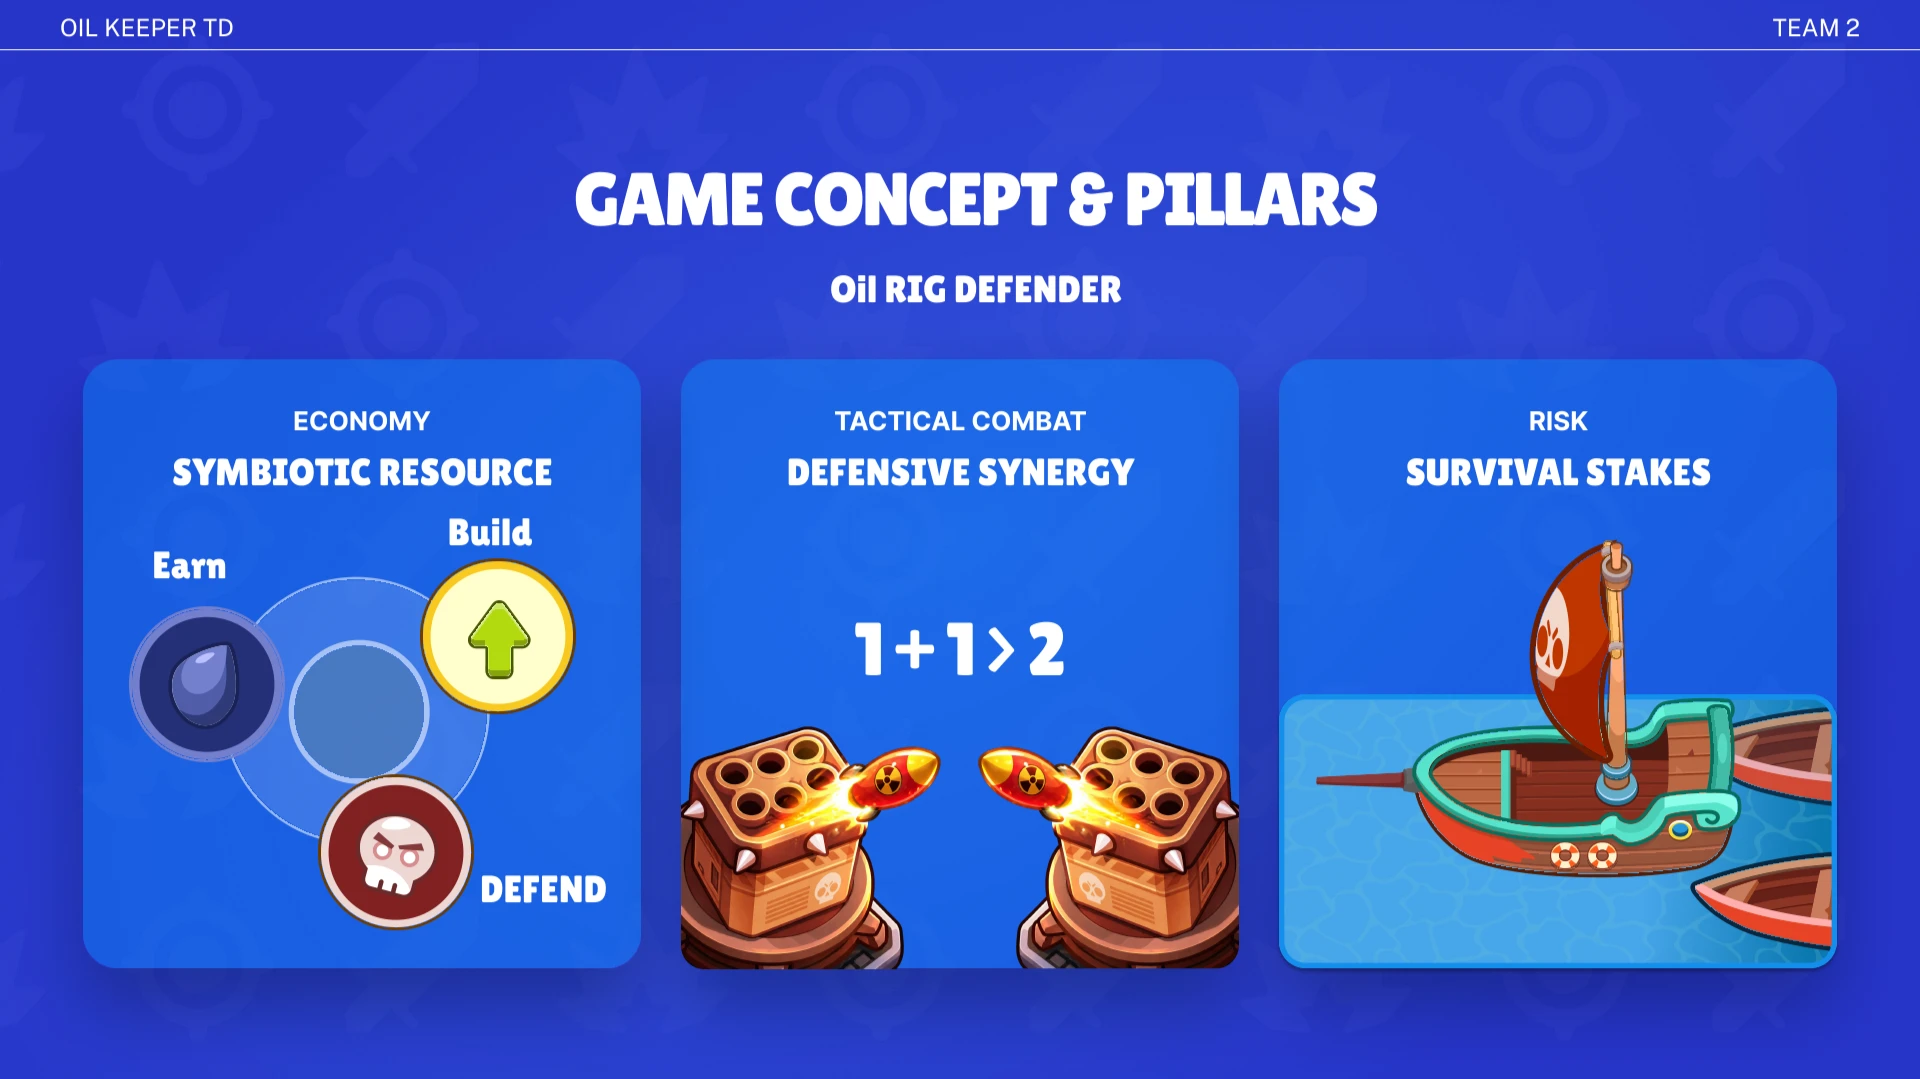 OIL KEEPER TD
TEAM 2
GAME CONCEPT & PILLARS
Oil RIG DEFENDER
ECONOMY
SYMBIOTIC RESOURCE
Build
Earn
DEFEND
TACTICAL COMBAT
DEFENSIVE SYNERGY
1+1>2
RISK
SURVIVAL STAKES